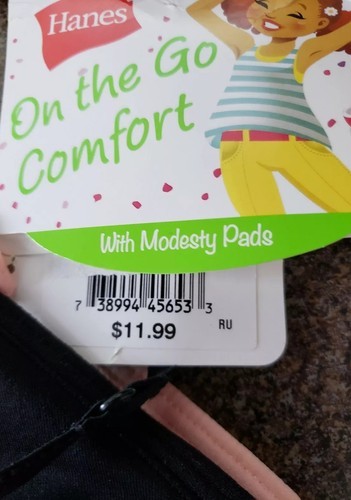 Hanes
On the Go
Comfort
With Modesty Pads
7 38994 45653 3
$11.99
RU